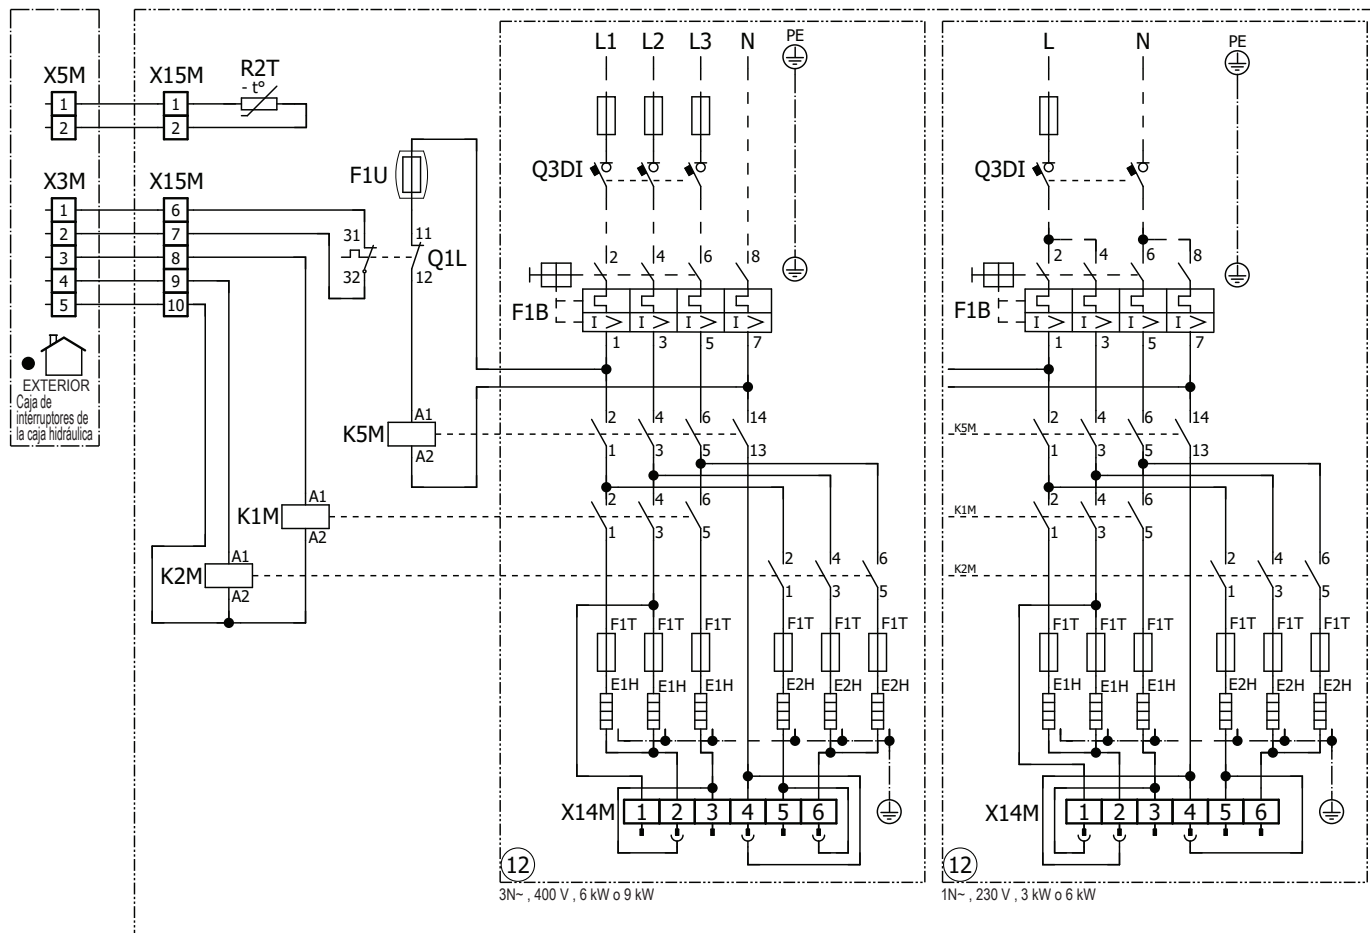 L1 L2 L3 N PE
L N PE
X5M X15M R2T
- t°
1 1
2 2
F1U
Q3DI
Q3DI
X3M X15M
1 6
2 7
3 8
4 9
5 10
31 11
Q1L
32 12
2 4 6 8
2 4 6 8
F1B
I > I > I > I >
F1B
I > I > I > I >
1 3 5 7
1 3 5 7
EXTERIOR
Caja de
interruptores de
la caja hidráulica
A1
K5M
A2
2 4 6 14
1 3 5 13
K5M
2 4 6 14
1 3 5 13
A1
K1M
A2
2 4 6
1 3 5
K1M
2 4 6
1 3 5
A1
K2M
A2
2 4 6
1 3 5
K2M
2 4 6
1 3 5
F1T F1T F1T F1T F1T F1T
F1T F1T F1T F1T F1T F1T
E1H E1H E1H E2H E2H E2H
E1H E1H E1H E2H E2H E2H
X14M 1 2 3 4 5 6
X14M 1 2 3 4 5 6
12
12
3N~ , 400 V , 6 kW o 9 kW
1N~ , 230 V , 3 kW o 6 kW